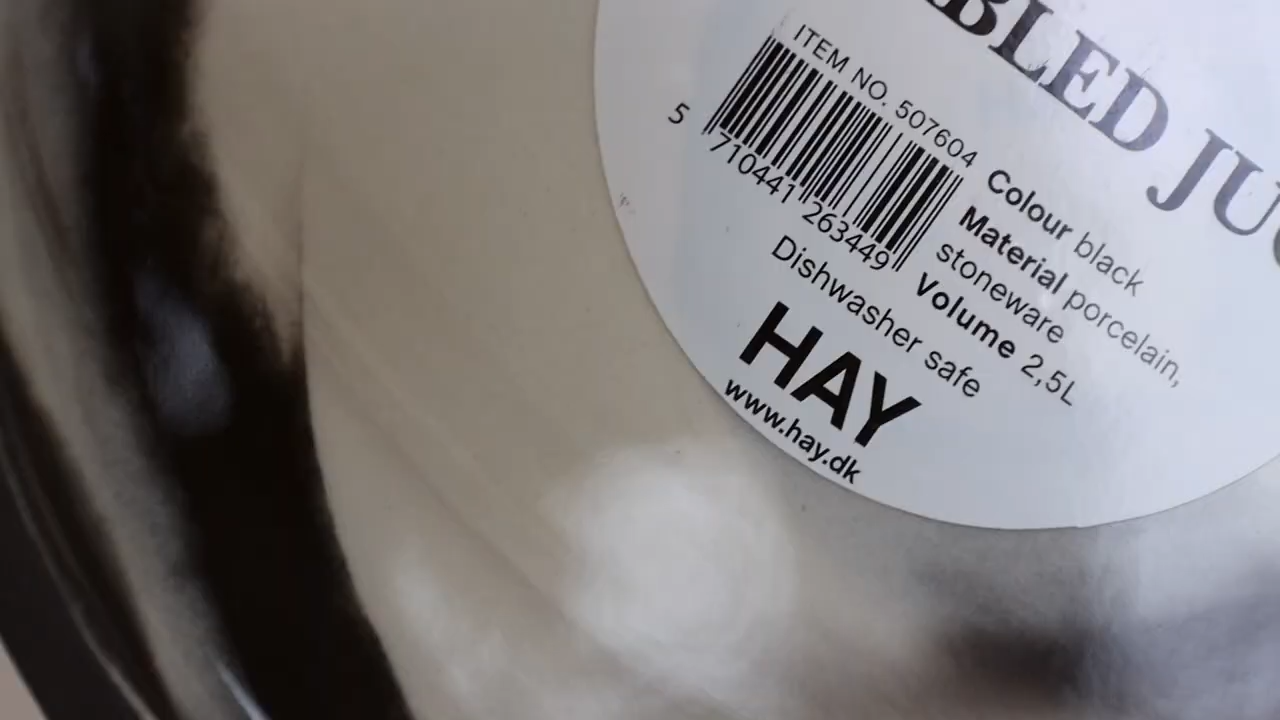 BLED JU
ITEM NO. 507604
5 710441 263449
Colour black
Material porcelain,
stoneware
Volume 2,5L
Dishwasher safe
HAY
www.hay.dk